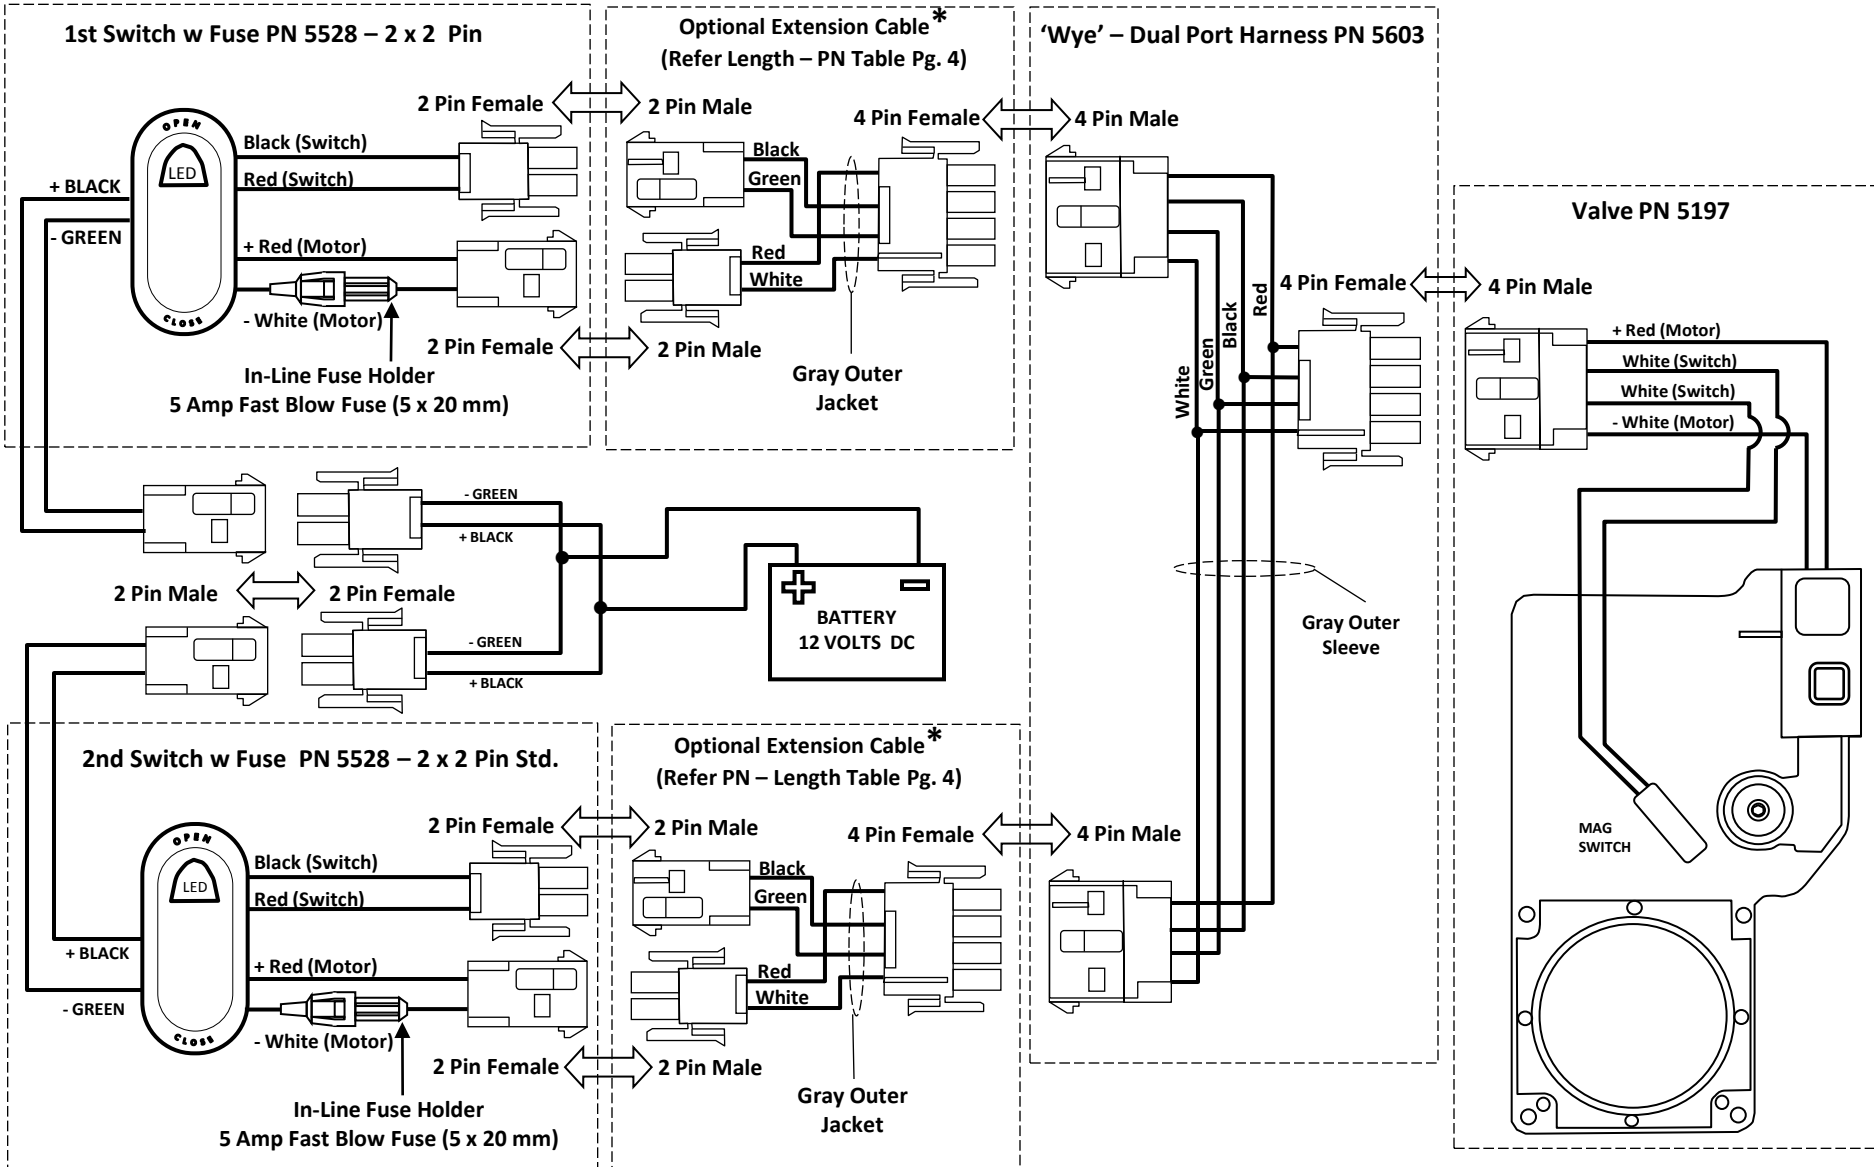 1st Switch w Fuse PN 5528 – 2 x 2 Pin
OPEN
LED
CLOSE
Black (Switch)
Red (Switch)
+ Red (Motor)
- White (Motor)
+ BLACK
- GREEN
2 Pin Female
2 Pin Female
In-Line Fuse Holder
5 Amp Fast Blow Fuse (5 x 20 mm)
Optional Extension Cable*
(Refer Length – PN Table Pg. 4)
2 Pin Male
4 Pin Female
Black
Green
Red
White
2 Pin Male
Gray Outer
Jacket
‘Wye’ – Dual Port Harness PN 5603
4 Pin Male
White
Green
Black
Red
4 Pin Female
Gray Outer
Sleeve
4 Pin Male
Valve PN 5197
4 Pin Male
+ Red (Motor)
White (Switch)
White (Switch)
- White (Motor)
MAG
SWITCH
- GREEN
+ BLACK
2 Pin Male
2 Pin Female
- GREEN
+ BLACK
BATTERY
12 VOLTS DC
2nd Switch w Fuse PN 5528 – 2 x 2 Pin Std.
OPEN
LED
CLOSE
Black (Switch)
Red (Switch)
+ Red (Motor)
- White (Motor)
+ BLACK
- GREEN
2 Pin Female
2 Pin Female
In-Line Fuse Holder
5 Amp Fast Blow Fuse (5 x 20 mm)
Optional Extension Cable*
(Refer PN – Length Table Pg. 4)
2 Pin Male
4 Pin Female
Black
Green
Red
White
2 Pin Male
Gray Outer
Jacket